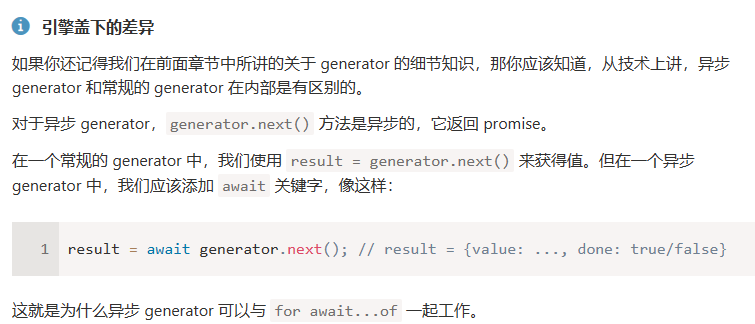 引擎盖下的差异
如果你还记得我们在前面章节中所讲的关于 generator 的细节知识，那你应该知道，从技术上讲，异步
generator 和常规的 generator 在内部是有区别的。
对于异步 generator，generator.next() 方法是异步的，它返回 promise。
在一个常规的 generator 中，我们使用 result = generator.next() 来获得值。但在一个异步
generator 中，我们应该添加 await 关键字，像这样：
1 result = await generator.next(); // result = {value: ..., done: true/false}
这就是为什么异步 generator 可以与 for await...of 一起工作。